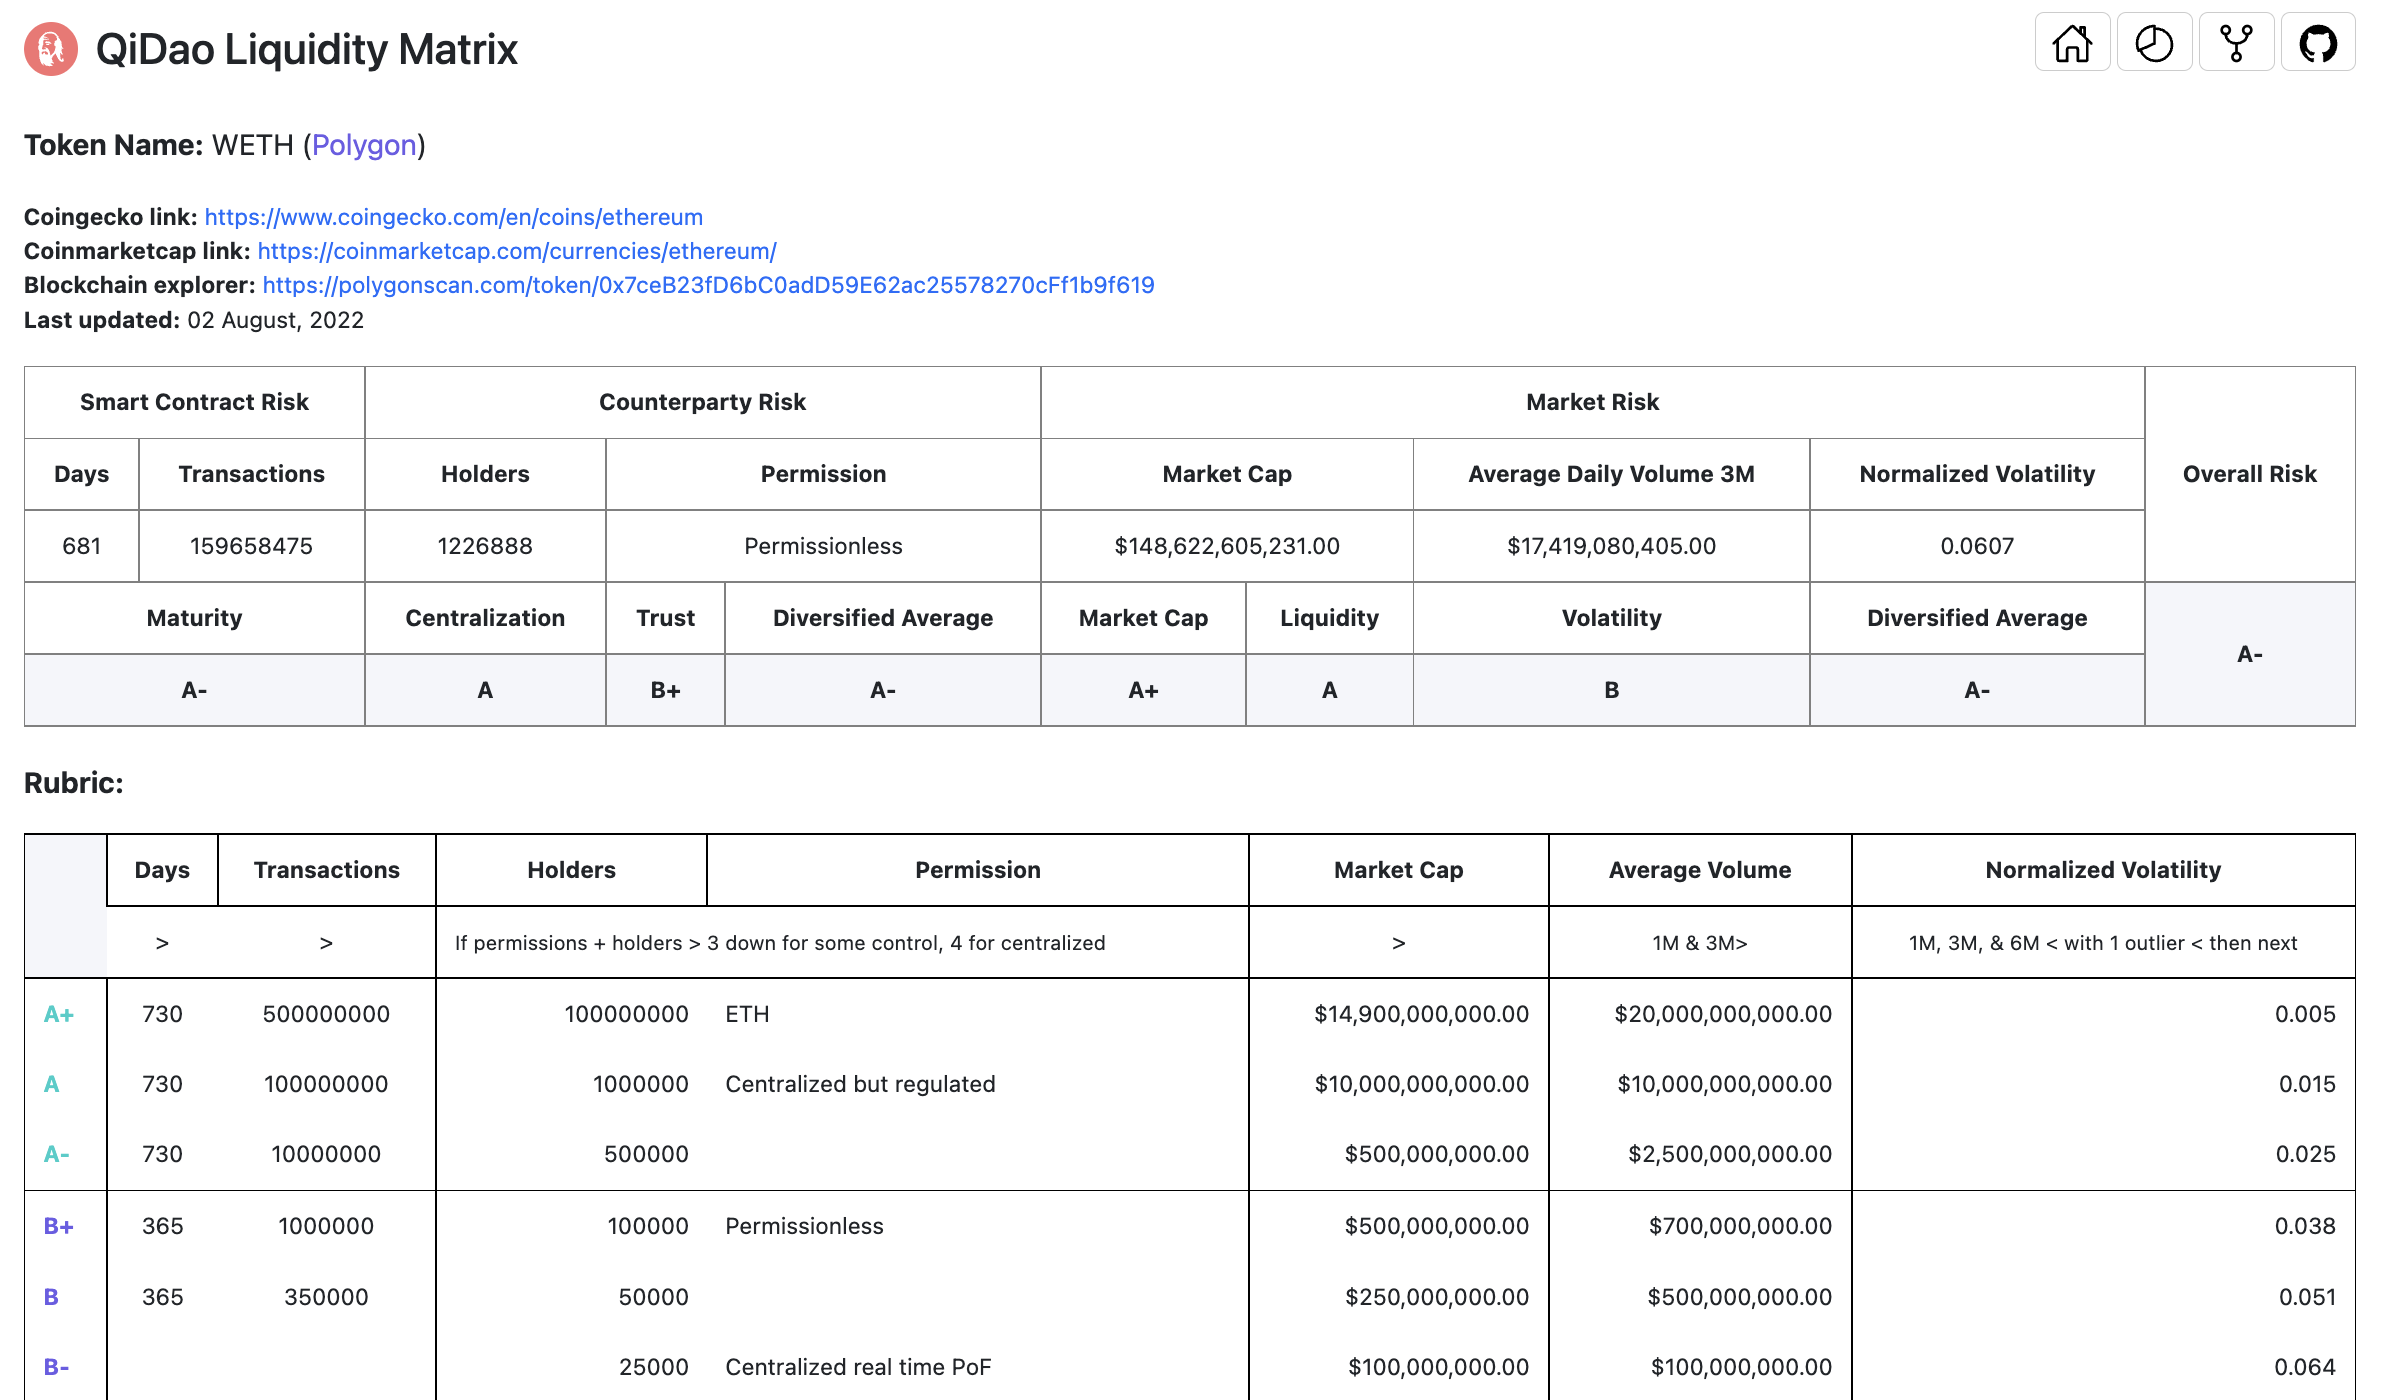 QiDao Liquidity Matrix
Token Name: WETH (Polygon)
Coingecko link: https://www.coingecko.com/en/coins/ethereum
Coinmarketcap link: https://coinmarketcap.com/currencies/ethereum/
Blockchain explorer: https://polygonscan.com/token/0x7ceB23fD6bC0adD59E62ac25578270cFf1b9f619
Last updated: 02 August, 2022
Smart Contract Risk Counterparty Risk Market Risk
Days Transactions Holders Permission Market Cap Average Daily Volume 3M Normalized Volatility Overall Risk
681 159658475 1226888 Permissionless $148,622,605,231.00 $17,419,080,405.00 0.0607
Maturity Centralization Trust Diversified Average Market Cap Liquidity Volatility Diversified Average
A-
A- A B+ A- A+ A B A-
Rubric:
Days Transactions Holders Permission Market Cap Average Volume Normalized Volatility
> > If permissions + holders > 3 down for some control, 4 for centralized > 1M & 3M> 1M, 3M, & 6M < with 1 outlier < then next
A+ 730 500000000 100000000 ETH $14,900,000,000.00 $20,000,000,000.00 0.005
A 730 100000000 1000000 Centralized but regulated $10,000,000,000.00 $10,000,000,000.00 0.015
A- 730 10000000 500000 $500,000,000.00 $2,500,000,000.00 0.025
B+ 365 1000000 100000 Permissionless $500,000,000.00 $700,000,000.00 0.038
B 365 350000 50000 $250,000,000.00 $500,000,000.00 0.051
B- 25000 Centralized real time PoF $100,000,000.00 $100,000,000.00 0.064